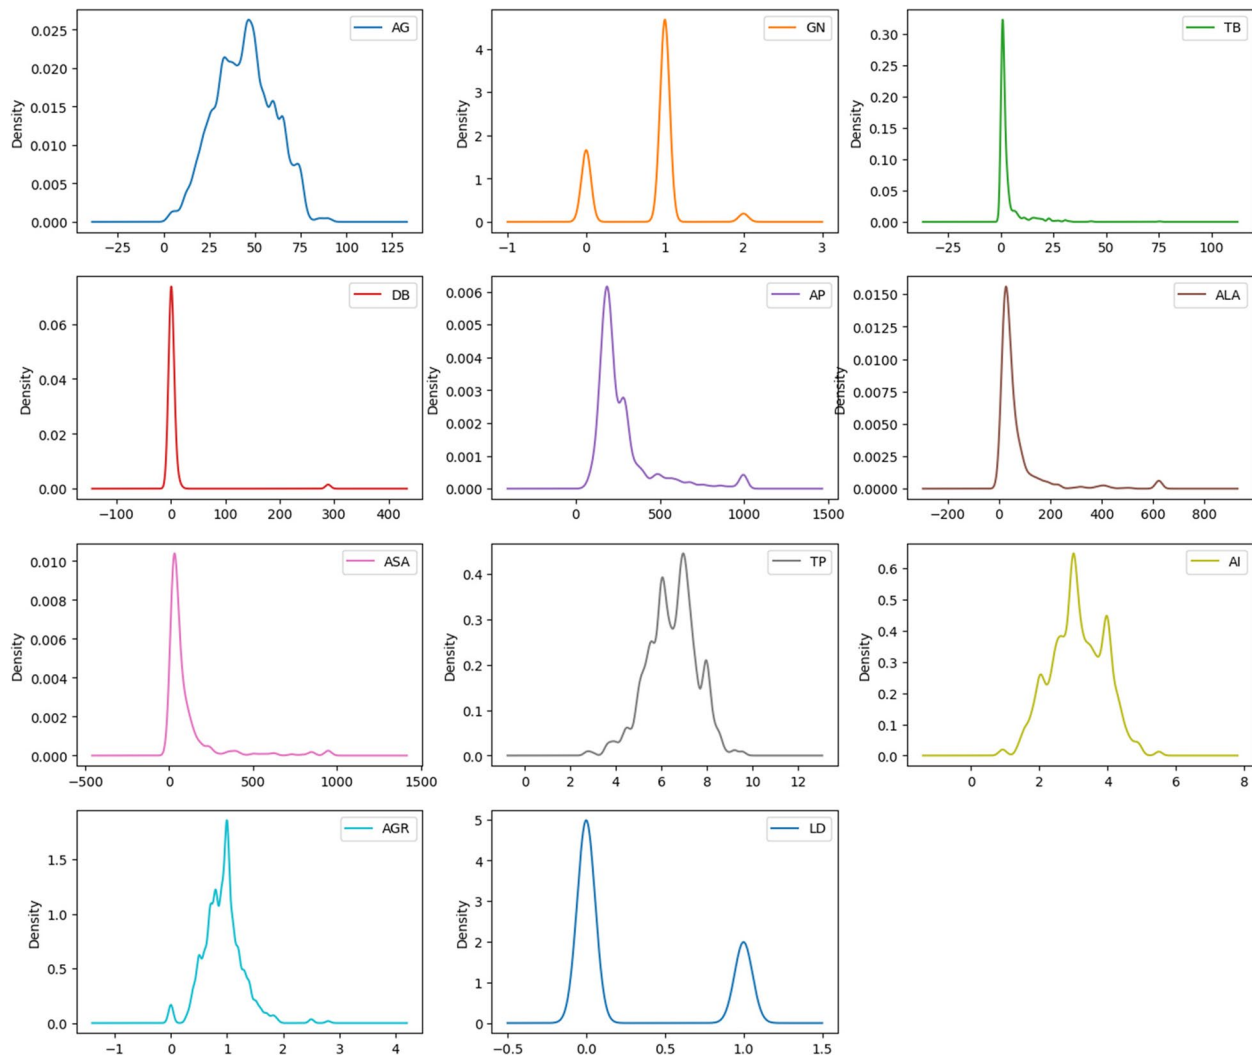 AG
Density
0.025
0.020
0.015
0.010
0.005
0.000
−25 0 25 50 75 100 125
GN
Density
4
3
2
1
0
−1 0 1 2 3
TB
Density
0.30
0.25
0.20
0.15
0.10
0.05
0.00
−25 0 25 50 75 100
DB
Density
0.06
0.04
0.02
0.00
−100 0 100 200 300 400
AP
Density
0.006
0.005
0.004
0.003
0.002
0.001
0.000
0 500 1000 1500
ALA
Density
0.0150
0.0125
0.0100
0.0075
0.0050
0.0025
0.0000
−200 0 200 400 600 800
ASA
Density
0.010
0.008
0.006
0.004
0.002
0.000
−500 0 500 1000 1500
TP
Density
0.4
0.3
0.2
0.1
0.0
0 2 4 6 8 10 12
AI
Density
0.6
0.5
0.4
0.3
0.2
0.1
0.0
0 2 4 6 8
AGR
Density
1.5
1.0
0.5
0.0
−1 0 1 2 3 4
LD
Density
5
4
3
2
1
0
−0.5 0.0 0.5 1.0 1.5